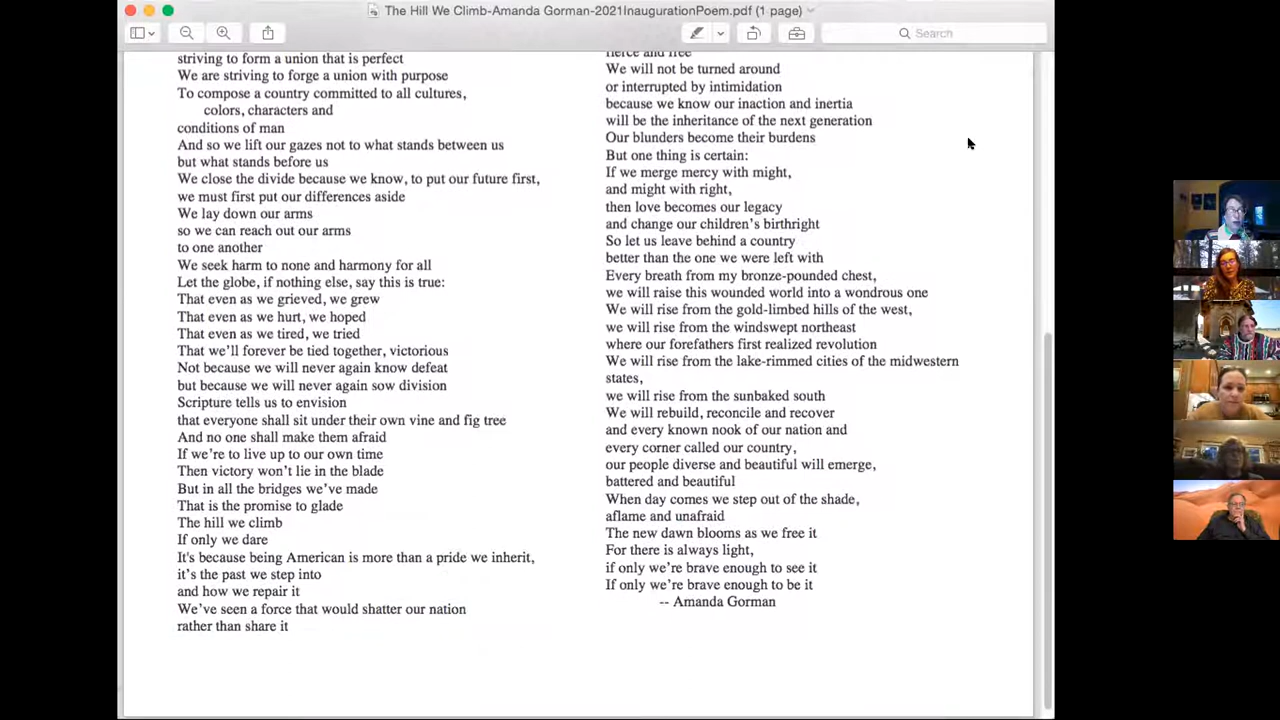 The Hill We Climb-Amanda Gorman-2021InaugurationPoem.pdf (1 page)
Search
striving to form a union that is perfect
We are striving to forge a union with purpose
To compose a country committed to all cultures,
colors, characters and
conditions of man
And so we lift our gazes not to what stands between us
but what stands before us
We close the divide because we know, to put our future first,
we must first put our differences aside
We lay down our arms
so we can reach out our arms
to one another
We seek harm to none and harmony for all
Let the globe, if nothing else, say this is true:
That even as we grieved, we grew
That even as we hurt, we hoped
That even as we tired, we tried
That we'll forever be tied together, victorious
Not because we will never again know defeat
but because we will never again sow division
Scripture tells us to envision
that everyone shall sit under their own vine and fig tree
And no one shall make them afraid
If we're to live up to our own time
Then victory won't lie in the blade
But in all the bridges we've made
That is the promise to glade
The hill we climb
If only we dare
It's because being American is more than a pride we inherit,
it's the past we step into
and how we repair it
We've seen a force that would shatter our nation
rather than share it
fierce and free
We will not be turned around
or interrupted by intimidation
because we know our inaction and inertia
will be the inheritance of the next generation
Our blunders become their burdens
But one thing is certain:
If we merge mercy with might,
and might with right,
then love becomes our legacy
and change our children's birthright
So let us leave behind a country
better than the one we were left with
Every breath from my bronze-pounded chest,
we will raise this wounded world into a wondrous one
We will rise from the gold-limbed hills of the west,
we will rise from the windswept northeast
where our forefathers first realized revolution
We will rise from the lake-rimmed cities of the midwestern
states,
we will rise from the sunbaked south
We will rebuild, reconcile and recover
and every known nook of our nation and
every corner called our country,
our people diverse and beautiful will emerge,
battered and beautiful
When day comes we step out of the shade,
aflame and unafraid
The new dawn blooms as we free it
For there is always light,
if only we're brave enough to see it
If only we're brave enough to be it
-- Amanda Gorman